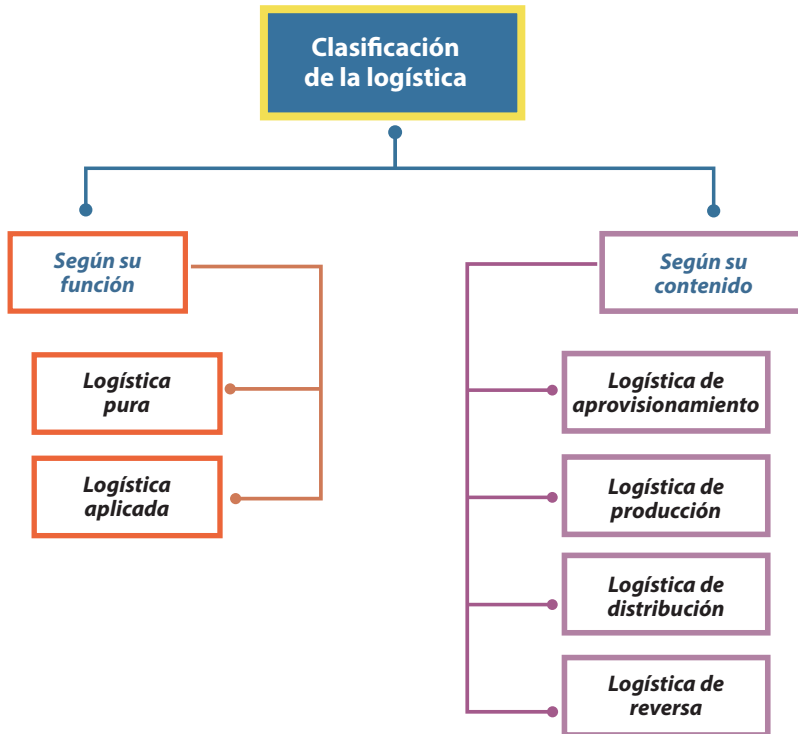 Clasificación
de la logística
Según su
función
Logística
pura
Logística
aplicada
Según su
contenido
Logística de
aprovisionamiento
Logística de
producción
Logística de
distribución
Logística de
reversa